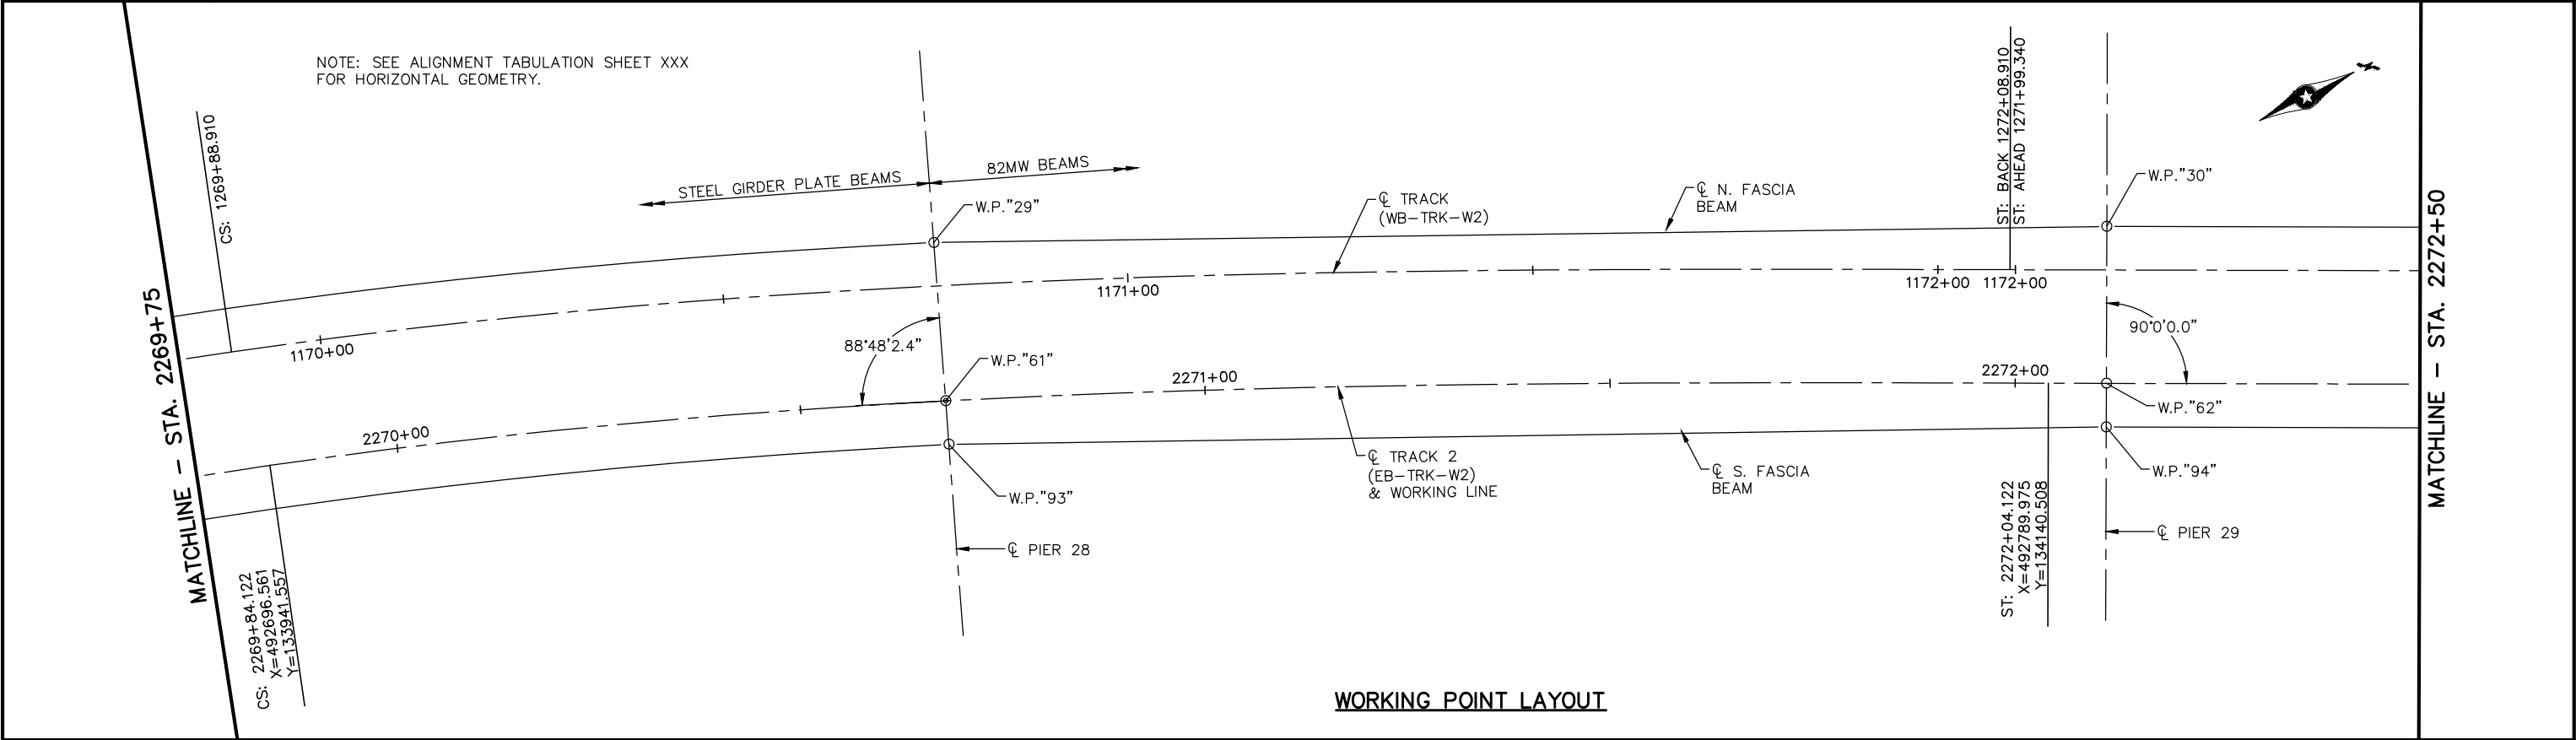 NOTE: SEE ALIGNMENT TABULATION SHEET XXX
FOR HORIZONTAL GEOMETRY.
MATCHLINE - STA. 2269+75
CS: 1269+88.910
STEEL GIRDER PLATE BEAMS
82MW BEAMS
W.P."29"
℄ TRACK
(WB-TRK-W2)
℄ N. FASCIA
BEAM
ST: BACK 1272+08.910
ST: AHEAD 1271+99.340
W.P."30"
1170+00
1171+00
1172+00
1172+00
88°48'2.4"
W.P."61"
90°0'0.0"
2270+00
2271+00
2272+00
W.P."62"
W.P."93"
℄ TRACK 2
(EB-TRK-W2)
& WORKING LINE
℄ S. FASCIA
BEAM
W.P."94"
℄ PIER 28
℄ PIER 29
CS: 2269+84.122
X=4926696.561
Y=133941.557
ST: 2272+04.122
X=4926789.975
Y=134140.508
MATCHLINE - STA. 2272+50
WORKING POINT LAYOUT